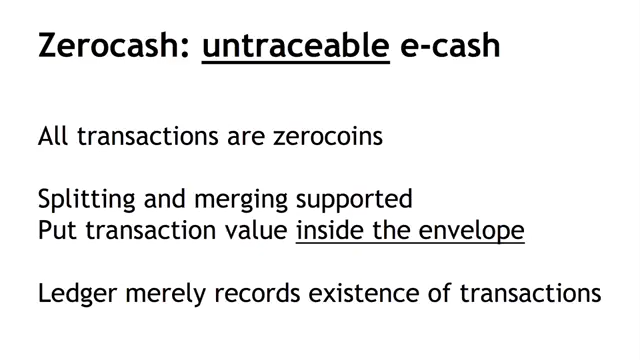 Zerocash: untraceable e-cash
All transactions are zerocoins
Splitting and merging supported
Put transaction value inside the envelope
Ledger merely records existence of transactions